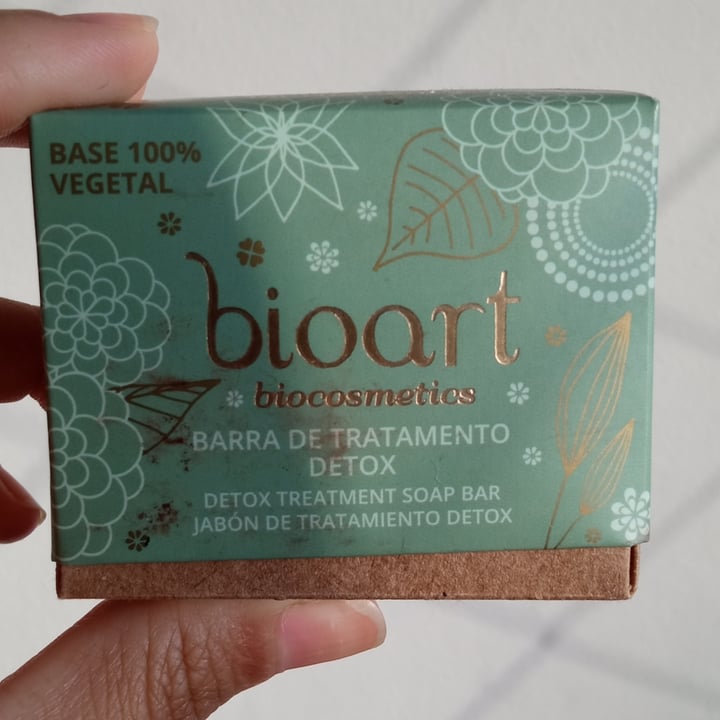 BASE 100%
VEGETAL
bioart
biocosmetics
BARRA DE TRATAMENTO
DETOX
DETOX TREATMENT SOAP BAR
JABÓN DE TRATAMIENTO DETOX